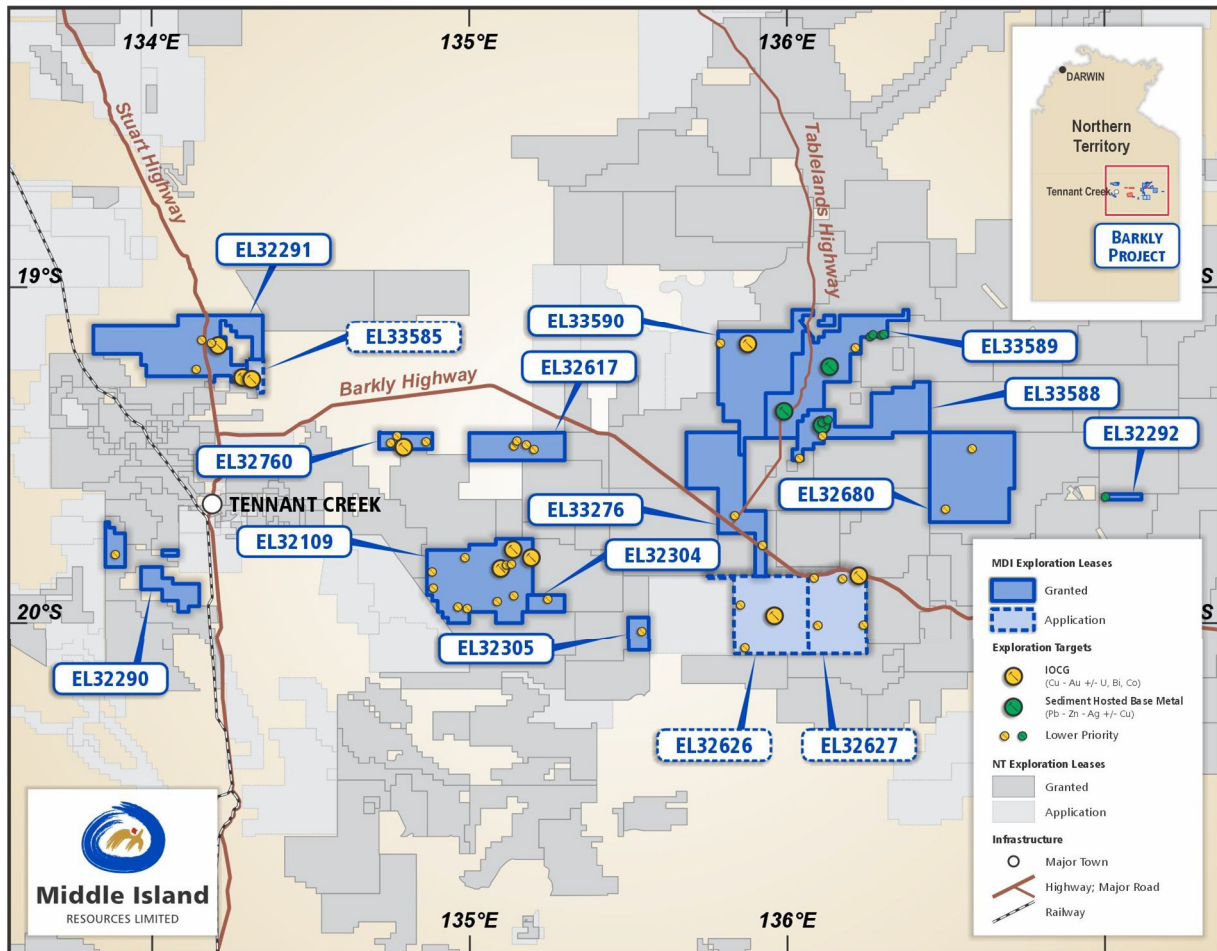 134°E
135°E
136°E
DARWIN
Northern
Territory
Tennant Creek
BARKLY
PROJECT
Stuart Highway
Tablelands Highway
19°S
S
EL32291
EL33585
EL33590
EL33589
EL32617
Barkly Highway
EL33588
EL32292
EL32760
EL32680
TENNANT CREEK
EL33276
EL32109
EL32304
20°S
S
EL32305
EL32290
EL32626
EL32627
MDI Exploration Leases
Granted
Application
Exploration Targets
IOCG
(Cu - Au +/- U, Bi, Co)
Sediment Hosted Base Metal
(Pb - Zn - Ag +/- Cu)
Lower Priority
NT Exploration Leases
Granted
Application
Infrastructure
Major Town
Highway; Major Road
Railway
Middle Island
RESOURCES LIMITED
135°E
136°E